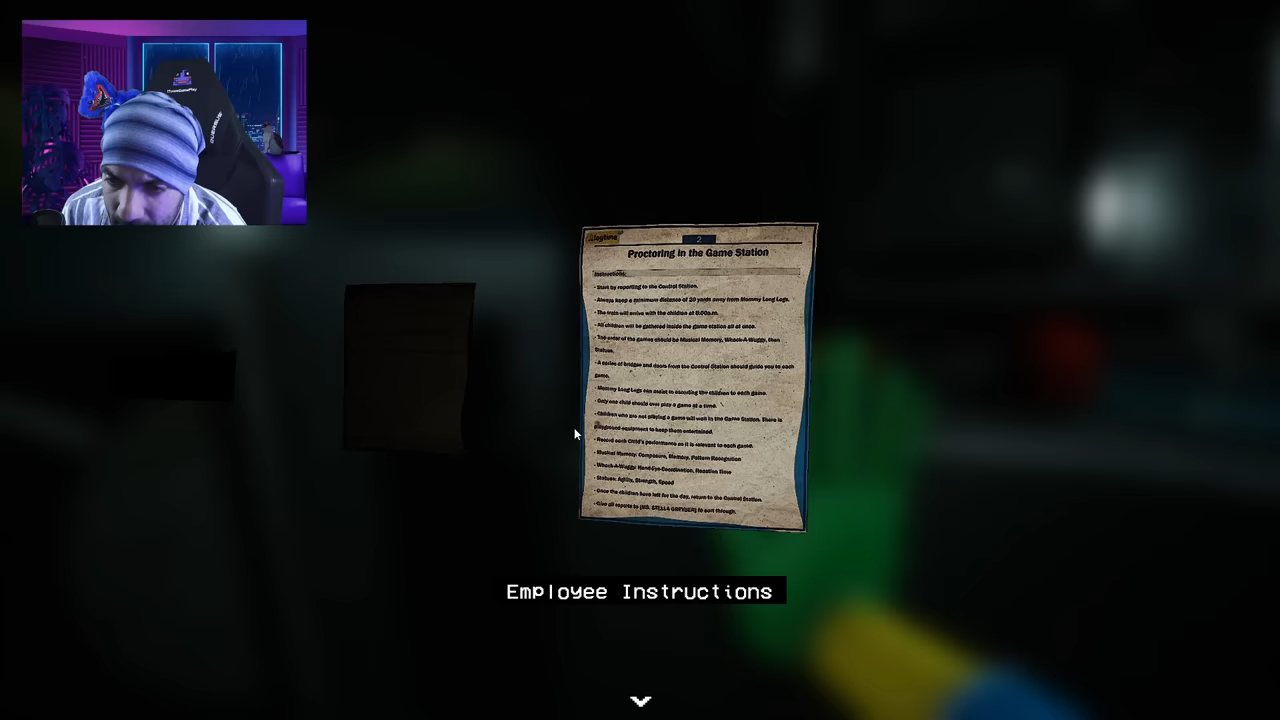 Playtime
2
Proctoring in the Game Station
Instructions:
- Start by reporting to the Control Station.
- Always keep a minimum distance of 20 yards away from Mommy Long Legs.
- The train will arrive with the children at 8:00a.m.
- All children will be gathered inside the game station all at once.
- The order of the games should be Musical Memory, Whack-A-Wuggy, then
Statues.
- A series of bridges and doors from the Control Station should guide you to each
game.
- Mommy Long Legs can assist in escorting the children to each game.
- Only one child should ever play a game at a time.
- Children who are not playing a game will wait in the Game Station. There is
playground equipment to keep them entertained.
- Record each Child's performance as it is relevant to each game.
- Musical Memory: Composure, Memory, Pattern Recognition
- Whack-A-Wuggy: Hand-Eye-Coordination, Reaction Time
- Statues: Agility, Strength, Speed
- Once the children have left for the day, return to the Control Station.
- Give all reports to [MS. STELLA GREYBER] to sort through.
Employee Instructions